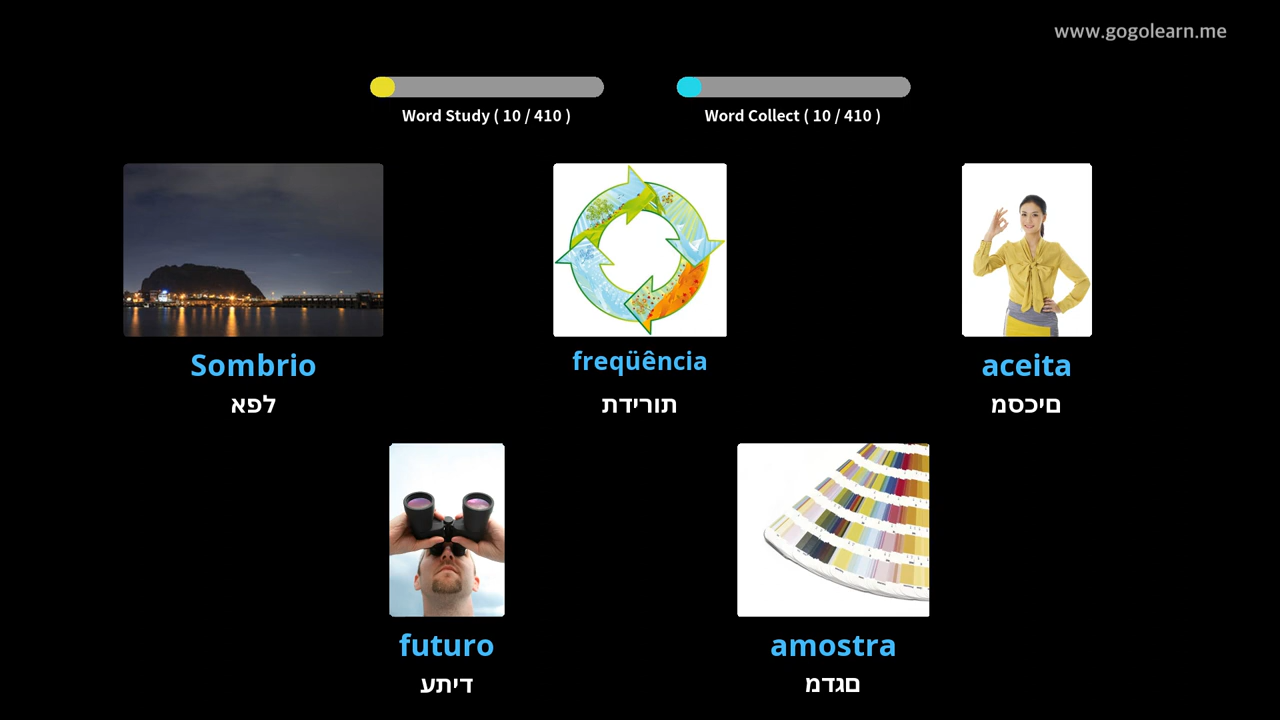 www.gogolearn.me
Word Study ( 10 / 410 )
Word Collect ( 10 / 410 )
Sombrio
לפא
freqüência
תורידת
aceita
םיכסמ
futuro
דיתע
amostra
םגדמ